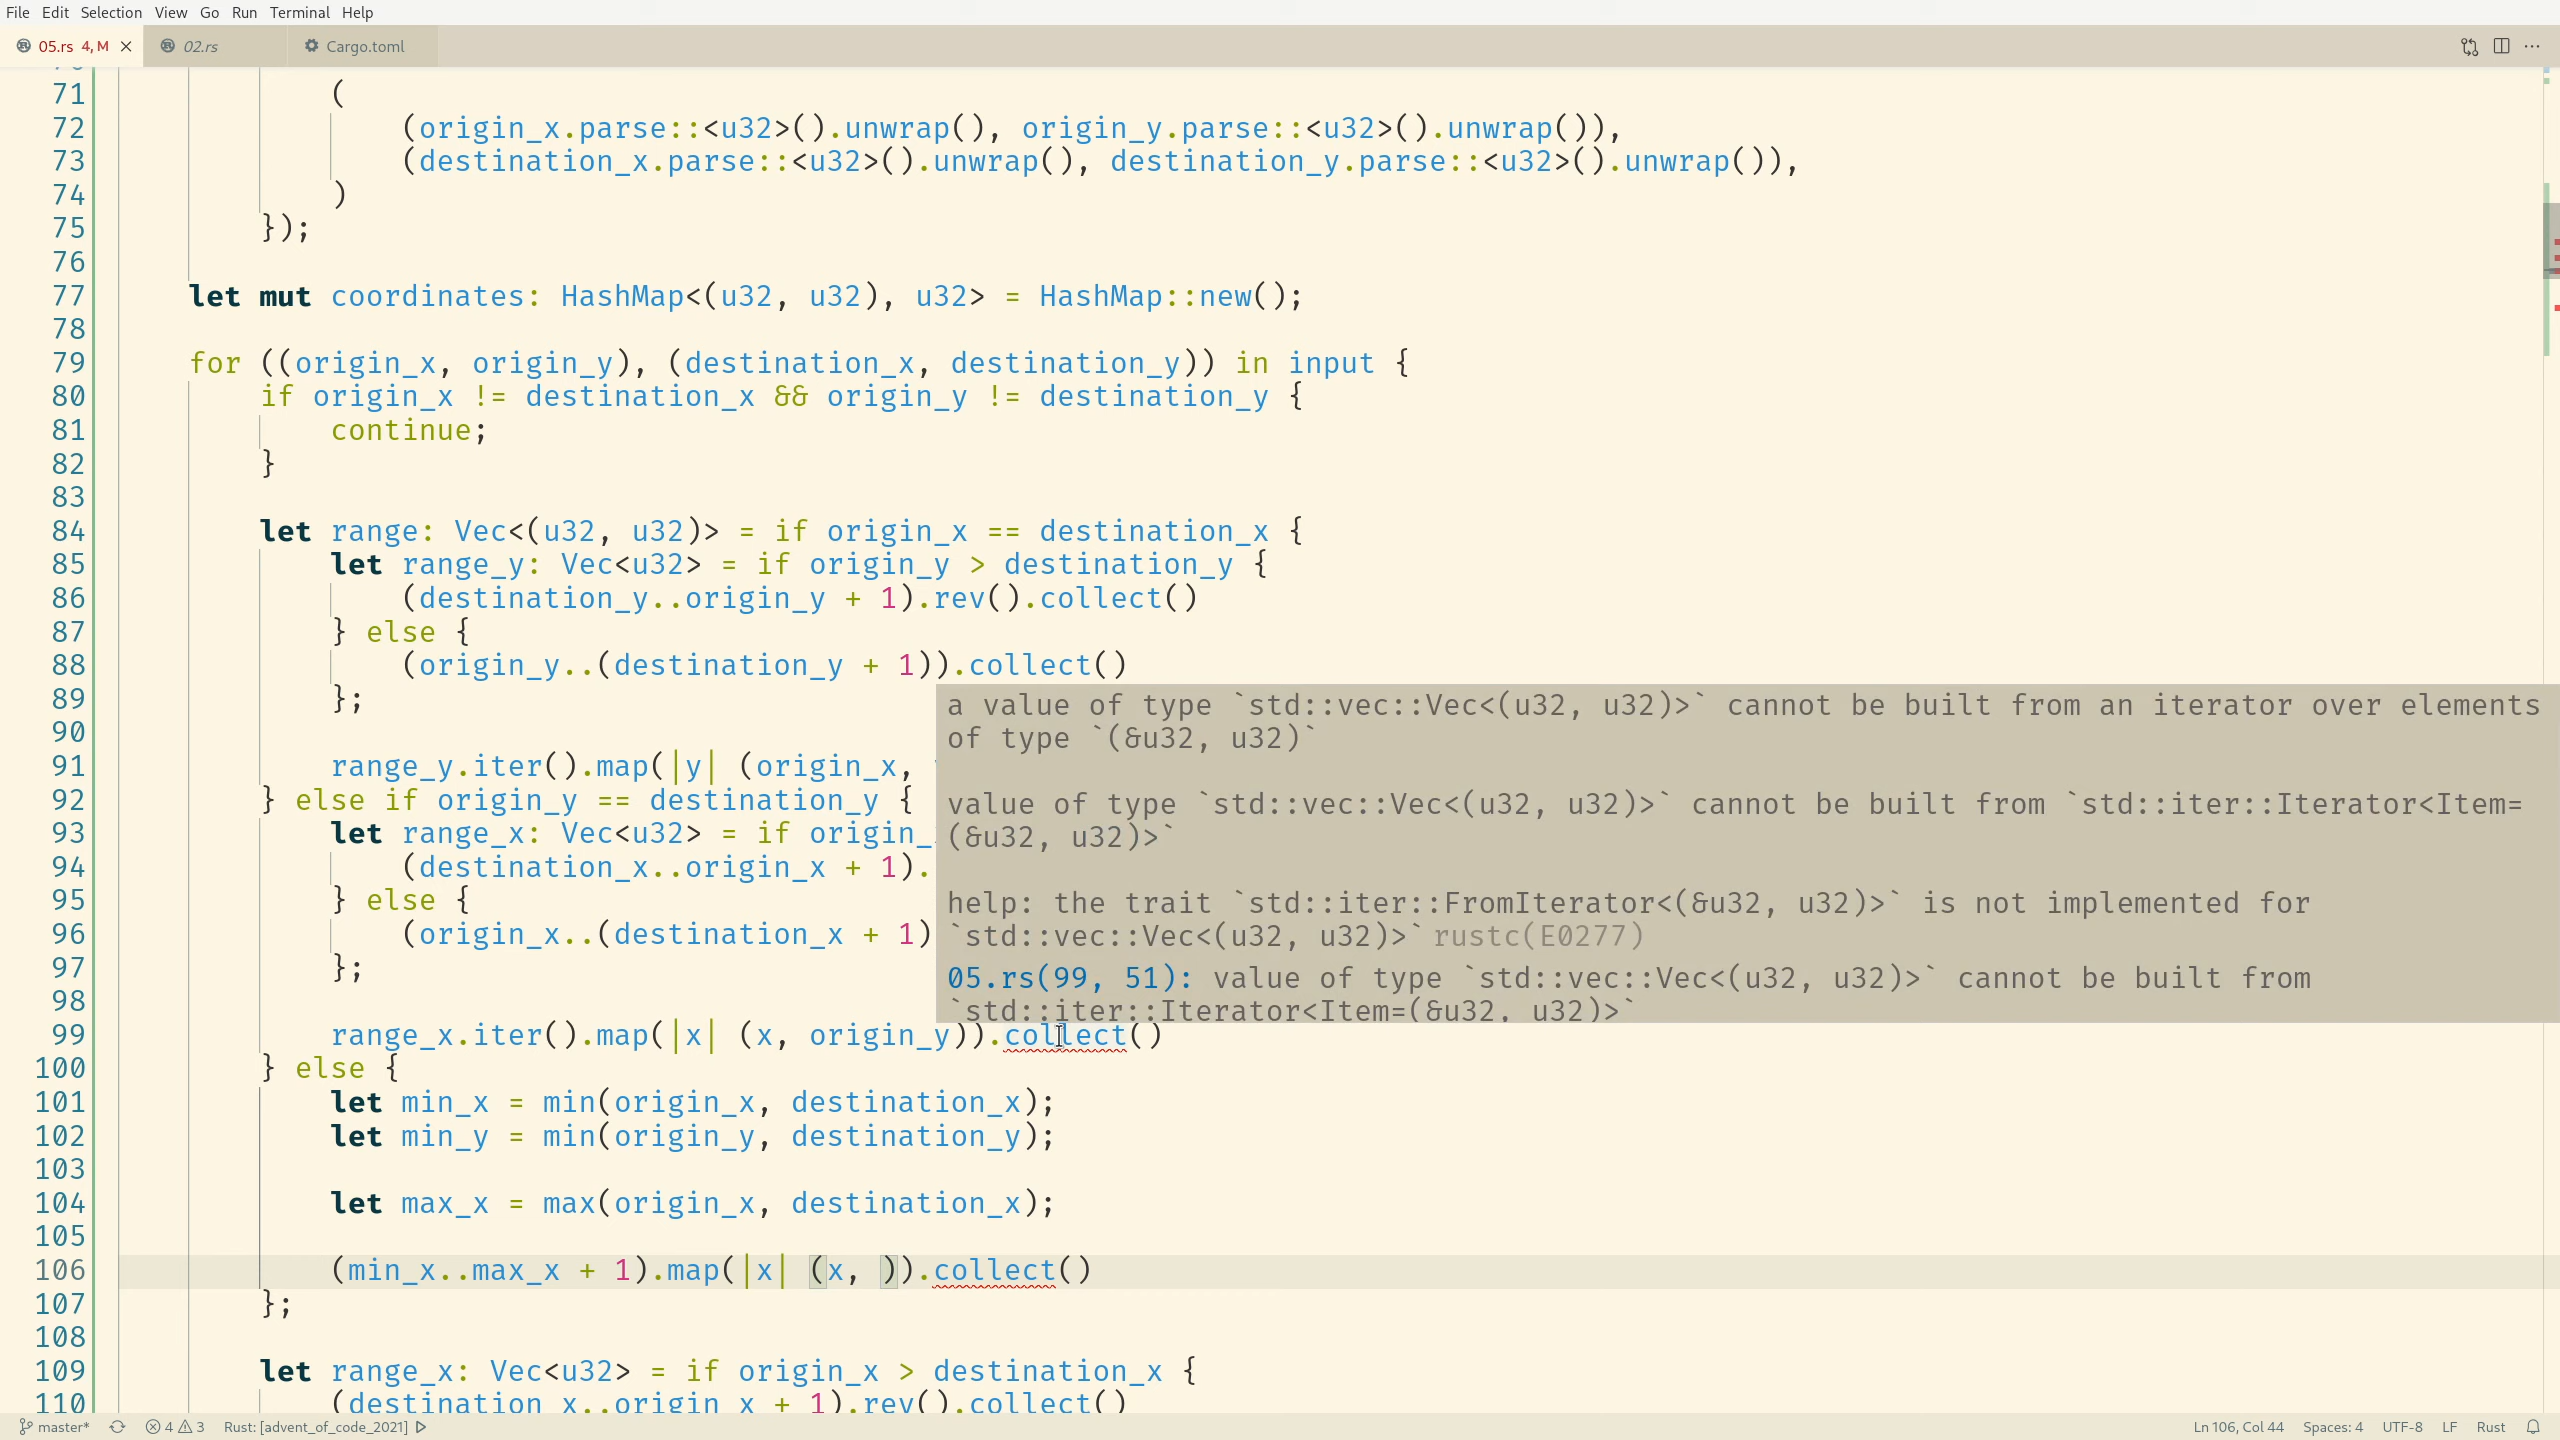 File Edit Selection View Go Run Terminal Help
05.rs 4, M 02.rs Cargo.toml
71 (
72 (origin_x.parse::<u32>().unwrap(), origin_y.parse::<u32>().unwrap()),
73 (destination_x.parse::<u32>().unwrap(), destination_y.parse::<u32>().unwrap()),
74 )
75 });
76
77 let mut coordinates: HashMap<(u32, u32), u32> = HashMap::new();
78
79 for ((origin_x, origin_y), (destination_x, destination_y)) in input {
80 if origin_x != destination_x && origin_y != destination_y {
81 continue;
82 }
83
84 let range: Vec<(u32, u32)> = if origin_x == destination_x {
85 let range_y: Vec<u32> = if origin_y > destination_y {
86 (destination_y..origin_y + 1).rev().collect()
87 } else {
88 (origin_y..(destination_y + 1)).collect()
89 };
90
91 range_y.iter().map(|y| (origin_x,
92 } else if origin_y == destination_y {
93 let range_x: Vec<u32> = if origin_
94 (destination_x..origin_x + 1).
95 } else {
96 (origin_x..(destination_x + 1)
97 };
98
a value of type `std::vec::Vec<(u32, u32)>` cannot be built from an iterator over elements
of type `(&u32, u32)`
value of type `std::vec::Vec<(u32, u32)>` cannot be built from `std::iter::Iterator<Item=
(&u32, u32)>`
help: the trait `std::iter::FromIterator<(&u32, u32)>` is not implemented for
`std::vec::Vec<(u32, u32)>` rustc(E0277)
05.rs(99, 51): value of type `std::vec::Vec<(u32, u32)>` cannot be built from
`std::iter::Iterator<Item=(&u32, u32)>`
99 range_x.iter().map(|x| (x, origin_y)).collect()
100 } else {
101 let min_x = min(origin_x, destination_x);
102 let min_y = min(origin_y, destination_y);
103
104 let max_x = max(origin_x, destination_x);
105
106 (min_x..max_x + 1).map(|x| (x, )).collect()
107 };
108
109 let range_x: Vec<u32> = if origin_x > destination_x {
110 (destination_x..origin_x + 1).rev().collect()
master* 4 3 Rust: [advent_of_code_2021] Ln 106, Col 44 Spaces: 4 UTF-8 LF Rust